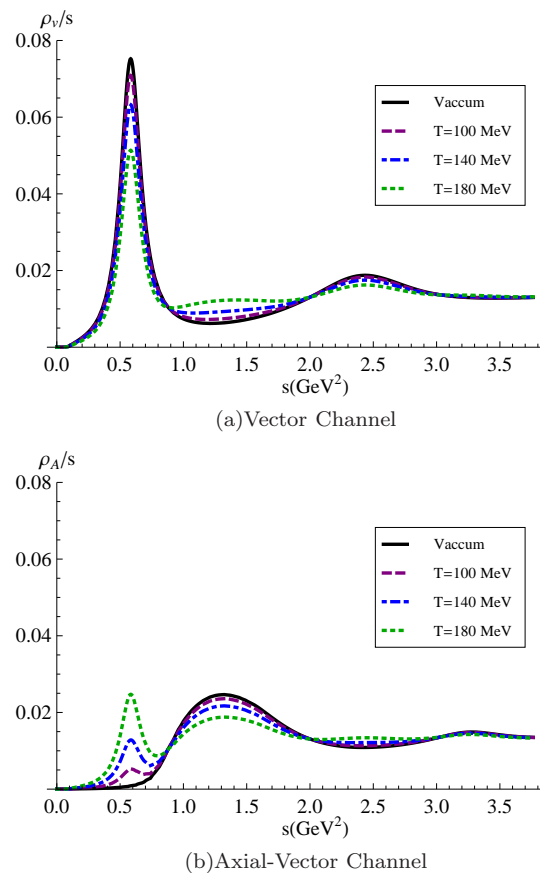 ρv/s
0.08
0.06
0.04
0.02
0.0
0.5
1.0
1.5
2.0
2.5
3.0
3.5
s(GeV²)
Vaccum
T=100 MeV
T=140 MeV
T=180 MeV
(a)Vector Channel
ρA/s
0.08
0.06
0.04
0.02
0.0
0.5
1.0
1.5
2.0
2.5
3.0
3.5
s(GeV²)
Vaccum
T=100 MeV
T=140 MeV
T=180 MeV
(b)Axial-Vector Channel